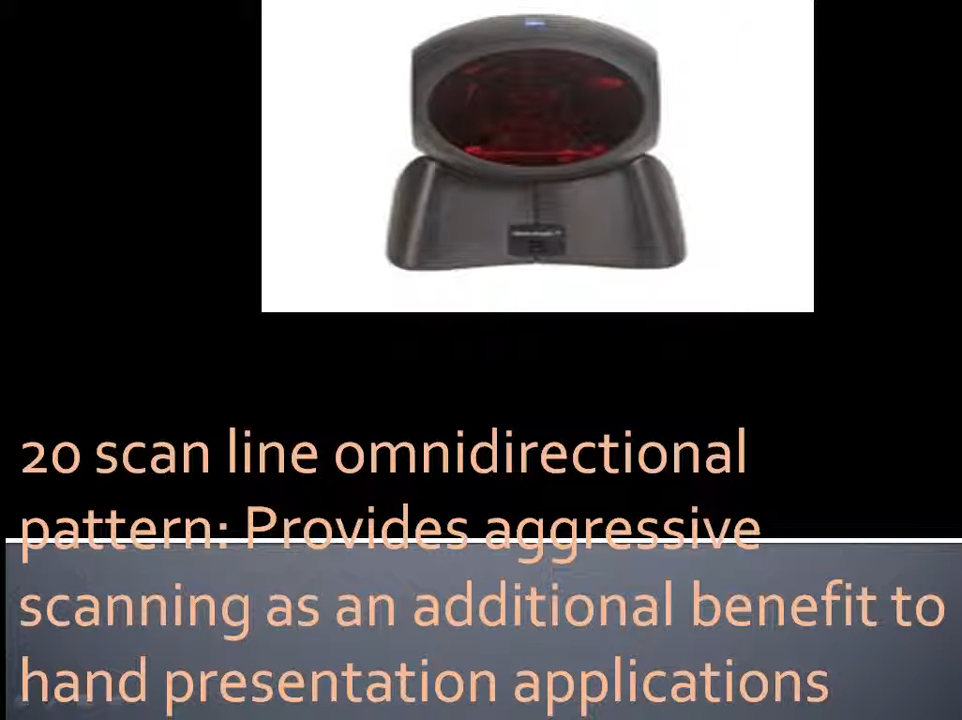 20 scan line omnidirectional
pattern: Provides aggressive
scanning as an additional benefit to
hand presentation applications